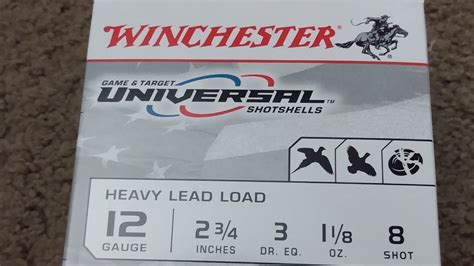 WINCHESTER
GAME & TARGET
UNIVERSAL™
SHOTSHELLS
HEAVY LEAD LOAD
12 2 3/4 3 1 1/8 8
GAUGE INCHES DR. EQ. OZ. SHOT